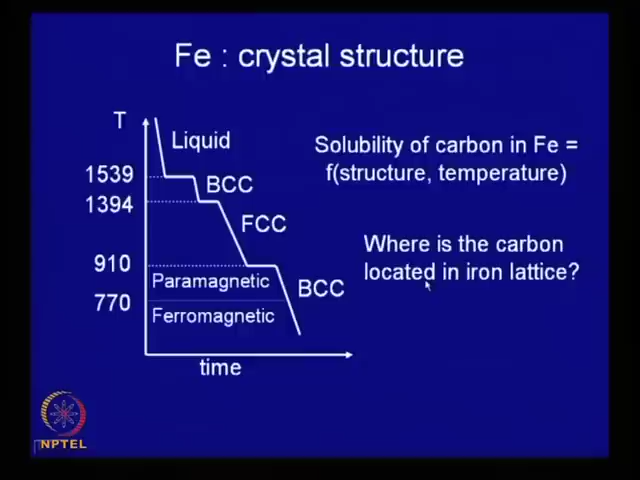 Fe : crystal structure
T
Liquid
1539
BCC
1394
FCC
910
Paramagnetic
BCC
770
Ferromagnetic
time
Solubility of carbon in Fe =
f(structure, temperature)
Where is the carbon
located in iron lattice?
NPTEL